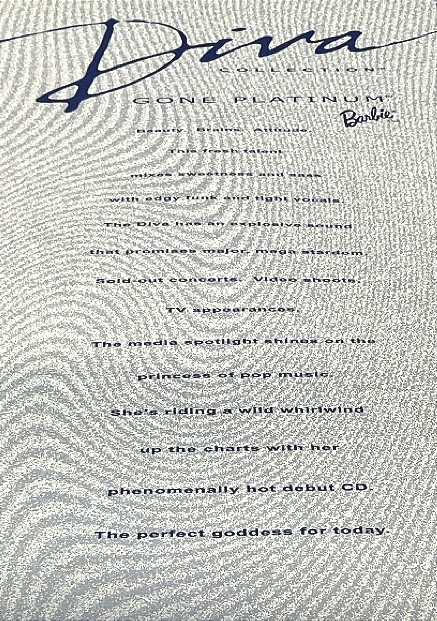 Diva
COLLECTION™
GONE PLATINUM™
Barbie
Beauty. Brains. Attitude.
This fresh talent
mixes sweetness and sass
with edgy funk and tight vocals.
The Diva has an explosive sound
that promises major, mega stardom.
Sold-out concerts. Video shoots.
TV appearances.
The media spotlight shines on the
princess of pop music.
She's riding a wild whirlwind
up the charts with her
phenomenally hot debut CD.
The perfect goddess for today.